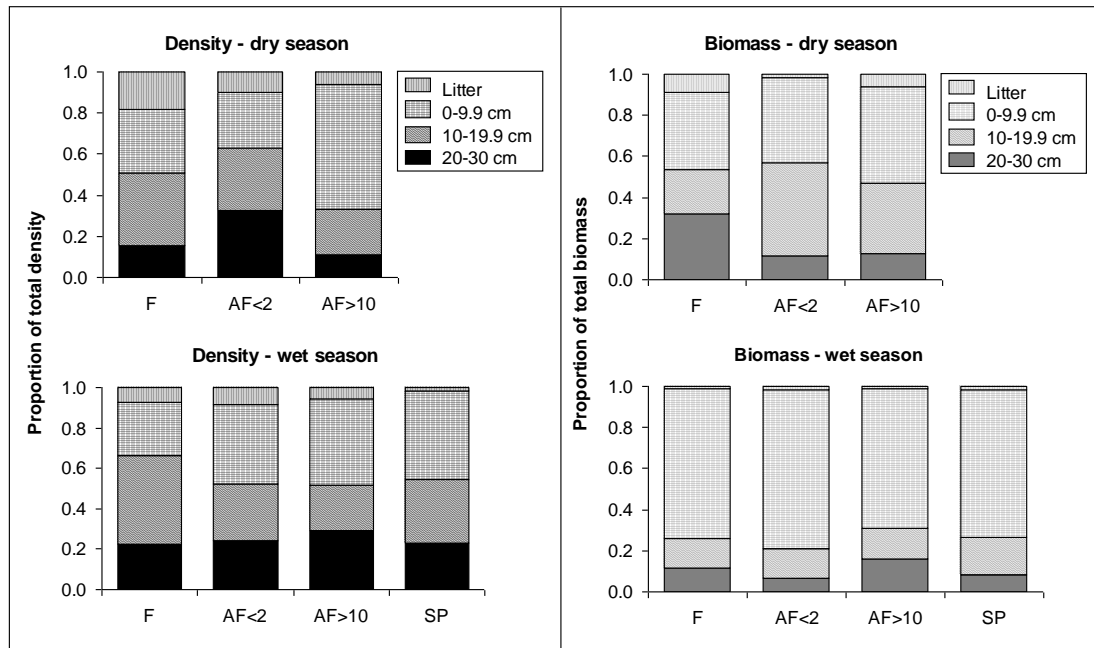 Density - dry season
1.0
0.8
0.6
0.4
0.2
0.0
F AF<2 AF>10
Litter
0-9.9 cm
10-19.9 cm
20-30 cm
Density - wet season
1.0
0.8
0.6
0.4
0.2
0.0
F AF<2 AF>10 SP
Proportion of total density
Biomass - dry season
1.0
0.8
0.6
0.4
0.2
0.0
F AF<2 AF>10
Litter
0-9.9 cm
10-19.9 cm
20-30 cm
Biomass - wet season
1.0
0.8
0.6
0.4
0.2
0.0
F AF<2 AF>10 SP
Proportion of total biomass